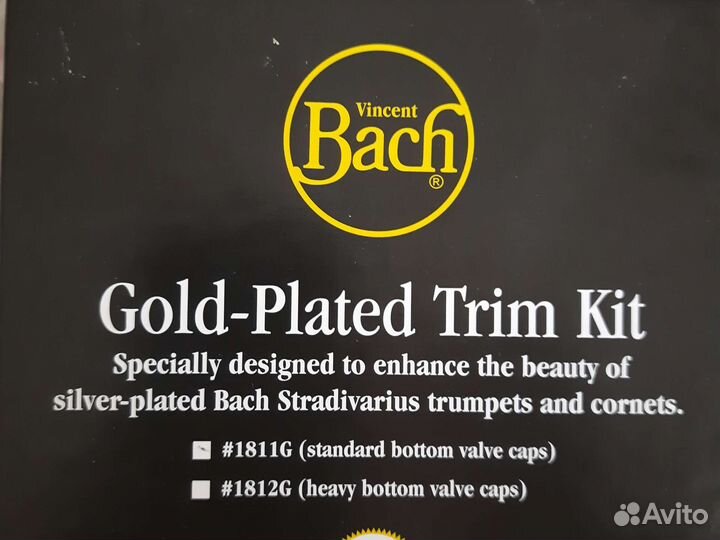 Vincent
Bach®
Gold-Plated Trim Kit
Specially designed to enhance the beauty of
silver-plated Bach Stradivarius trumpets and cornets.
#1811G (standard bottom valve caps)
#1812G (heavy bottom valve caps)
Avito